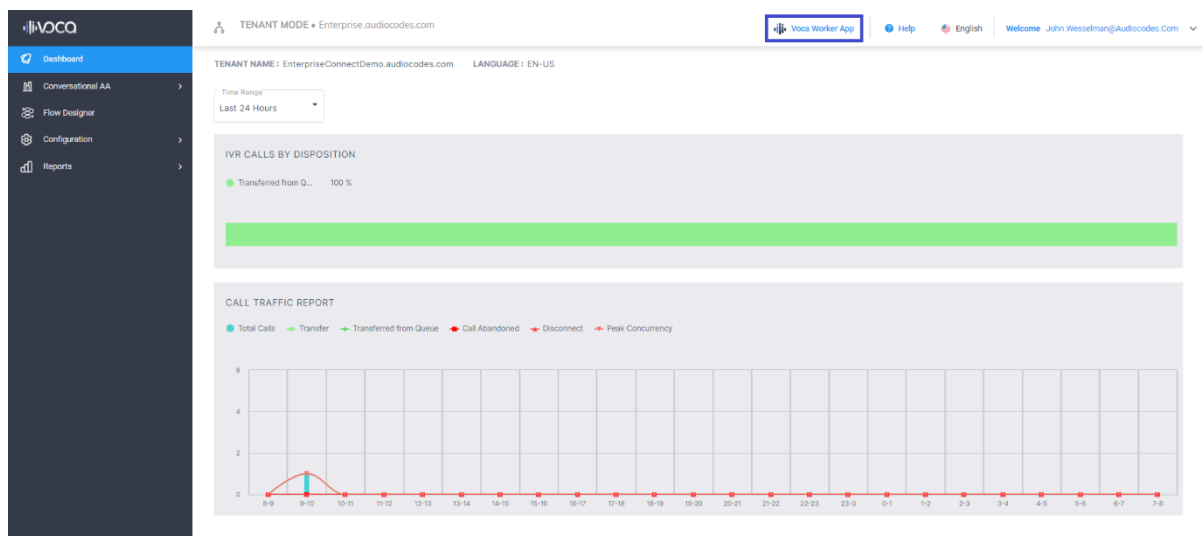 VOCA
TENANT MODE • Enterprise.audiocodes.com
Voca Worker App
Help
English
Welcome John.Wesselman@Audiocodes.Com
Dashboard
Conversational AA
Flow Designer
Configuration
Reports
TENANT NAME : EnterpriseConnectDemo.audiocodes.com LANGUAGE : EN-US
Time Range
Last 24 Hours
IVR CALLS BY DISPOSITION
Transferred from Q... 100 %
CALL TRAFFIC REPORT
Total Calls Transfer Transferred from Queue Call Abandoned Disconnect Peak Concurrency
6
4
2
0
8-9 9-10 10-11 11-12 12-13 13-14 14-15 15-16 16-17 17-18 18-19 19-20 20-21 21-22 22-23 23-0 0-1 1-2 2-3 3-4 4-5 5-6 6-7 7-8